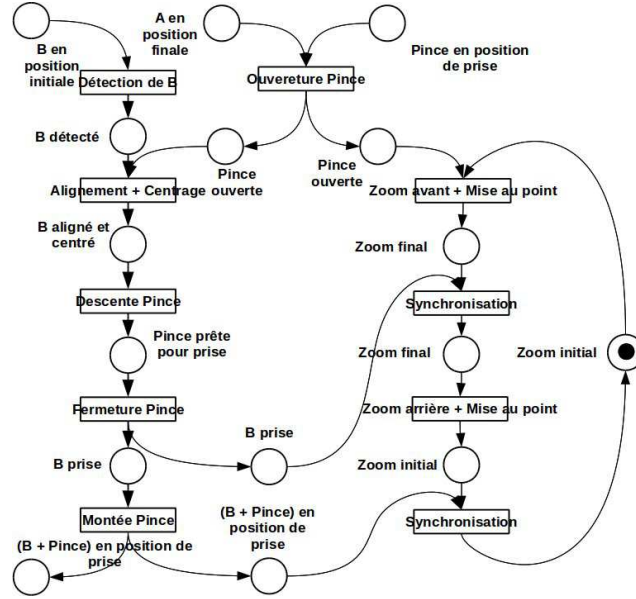 B en
position
initiale
A en
position
finale
Pince en position
de prise
Détection de B
Ouvereture Pince
B détecté
Pince
ouverte
Pince
ouverte
Alignement + Centrage
Zoom avant + Mise au point
B aligné et
centré
Zoom final
Descente Pince
Synchronisation
Pince prête
pour prise
Zoom final
Zoom initial
Fermeture Pince
Zoom arrière + Mise au point
B prise
B prise
Zoom initial
Montée Pince
(B + Pince) en
position de
prise
Synchronisation
(B + Pince) en position de
prise